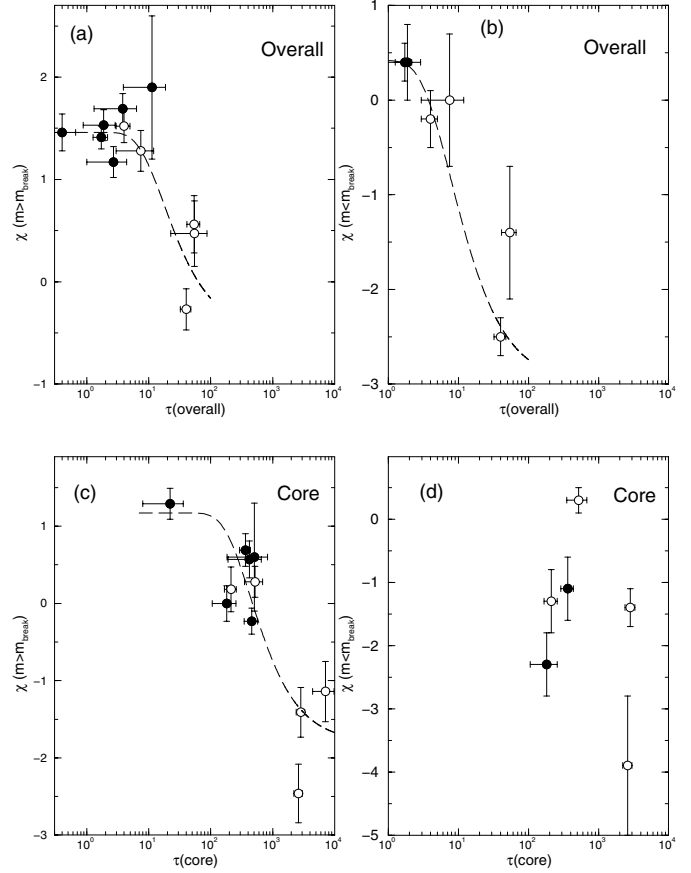 (a)
Overall
2
1
0
−1
χ (m>m_break)
10^0
10^1
10^2
10^3
10^4
τ(overall)
(b)
Overall
1
0
−1
−2
−3
χ (m<m_break)
10^0
10^1
10^2
10^3
10^4
τ(overall)
(c)
Core
2
1
0
−1
−2
−3
χ (m>m_break)
10^0
10^1
10^2
10^3
10^4
τ(core)
(d)
Core
1
0
−1
−2
−3
−4
−5
χ (m<m_break)
10^0
10^1
10^2
10^3
10^4
τ(core)